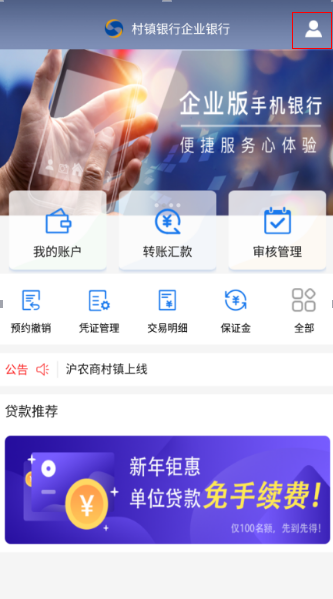 村镇银行企业银行
企业版手机银行
便捷服务心体验
我的账户
转账汇款
审核管理
预约撤销
凭证管理
交易明细
保证金
全部
公告
沪农商村镇上线
贷款推荐
新年钜惠
单位贷款免手续费!
仅100名额，先到先得!